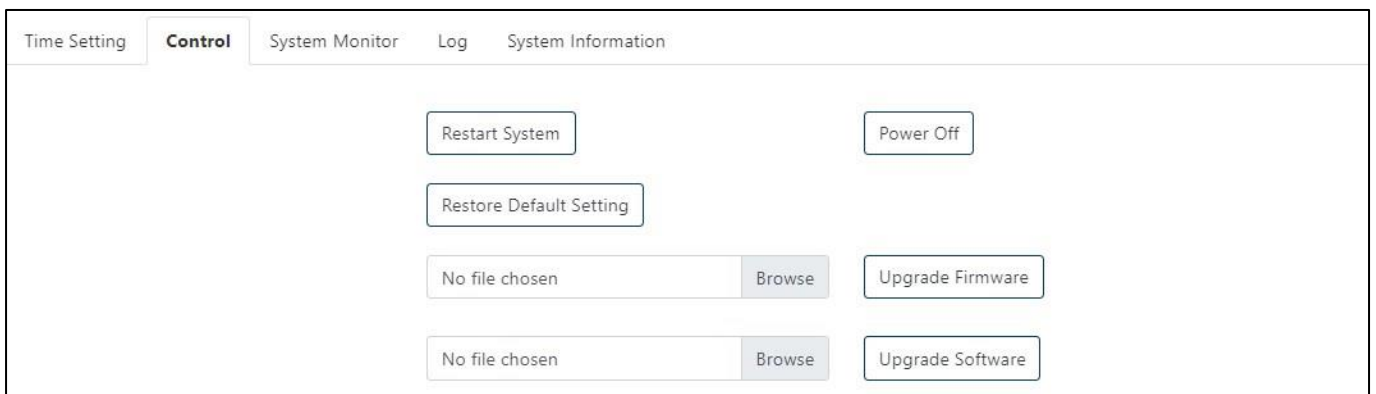 Time Setting Control System Monitor Log System Information
Restart System Power Off
Restore Default Setting
No file chosen Browse Upgrade Firmware
No file chosen Browse Upgrade Software